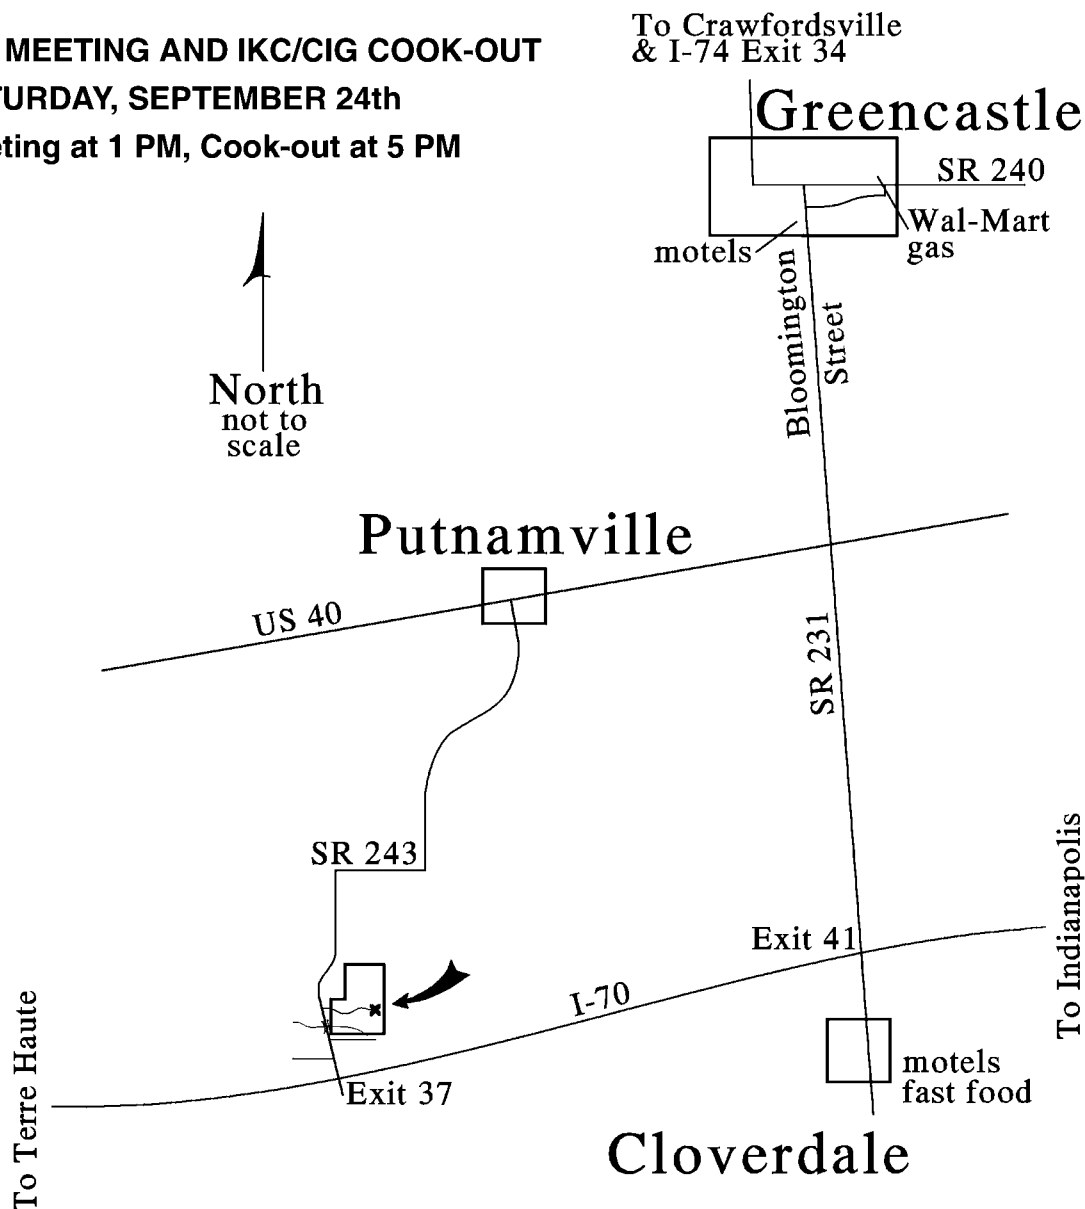 MEETING AND IKC/CIG COOK-OUT
TURDAY, SEPTEMBER 24th
eting at 1 PM, Cook-out at 5 PM
To Crawfordsville
& I-74 Exit 34
Greencastle
SR 240
Wal-Mart
gas
motels
Bloomington
Street
North
not to
scale
Putnamville
US 40
SR 231
SR 243
Exit 41
I-70
To Indianapolis
To Terre Haute
Exit 37
motels
fast food
Cloverdale